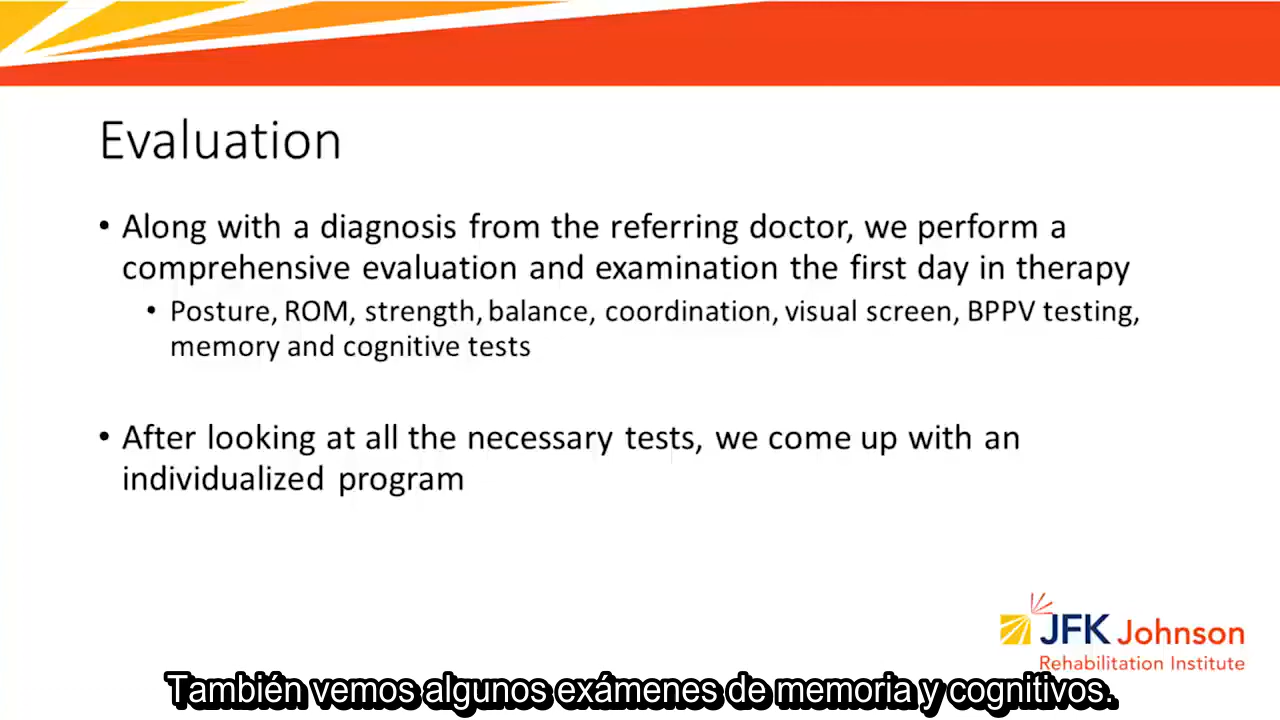 Evaluation
• Along with a diagnosis from the referring doctor, we perform a
comprehensive evaluation and examination the first day in therapy
• Posture, ROM, strength, balance, coordination, visual screen, BPPV testing,
memory and cognitive tests
• After looking at all the necessary tests, we come up with an
individualized program
JFK Johnson
Rehabilitation Institute
También vemos algunos exámenes de memoria y cognitivos.